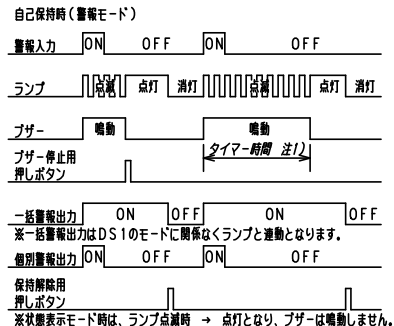 自己保持時(警報モード)
警報入力 ON OFF ON OFF
ランプ 点滅 点灯 消灯 点滅 点灯 消灯
ブザー 鳴動 鳴動
タイマー時間 注1)
ブザー停止用
押しボタン
一括警報出力 ON OFF ON OFF
※一括警報出力はDS1のモードに関係なくランプと連動となります。
個別警報出力 ON OFF ON OFF
保持解除用
押しボタン
※状態表示モード時は、ランプ点滅時 → 点灯となり、ブザーは鳴動しません。